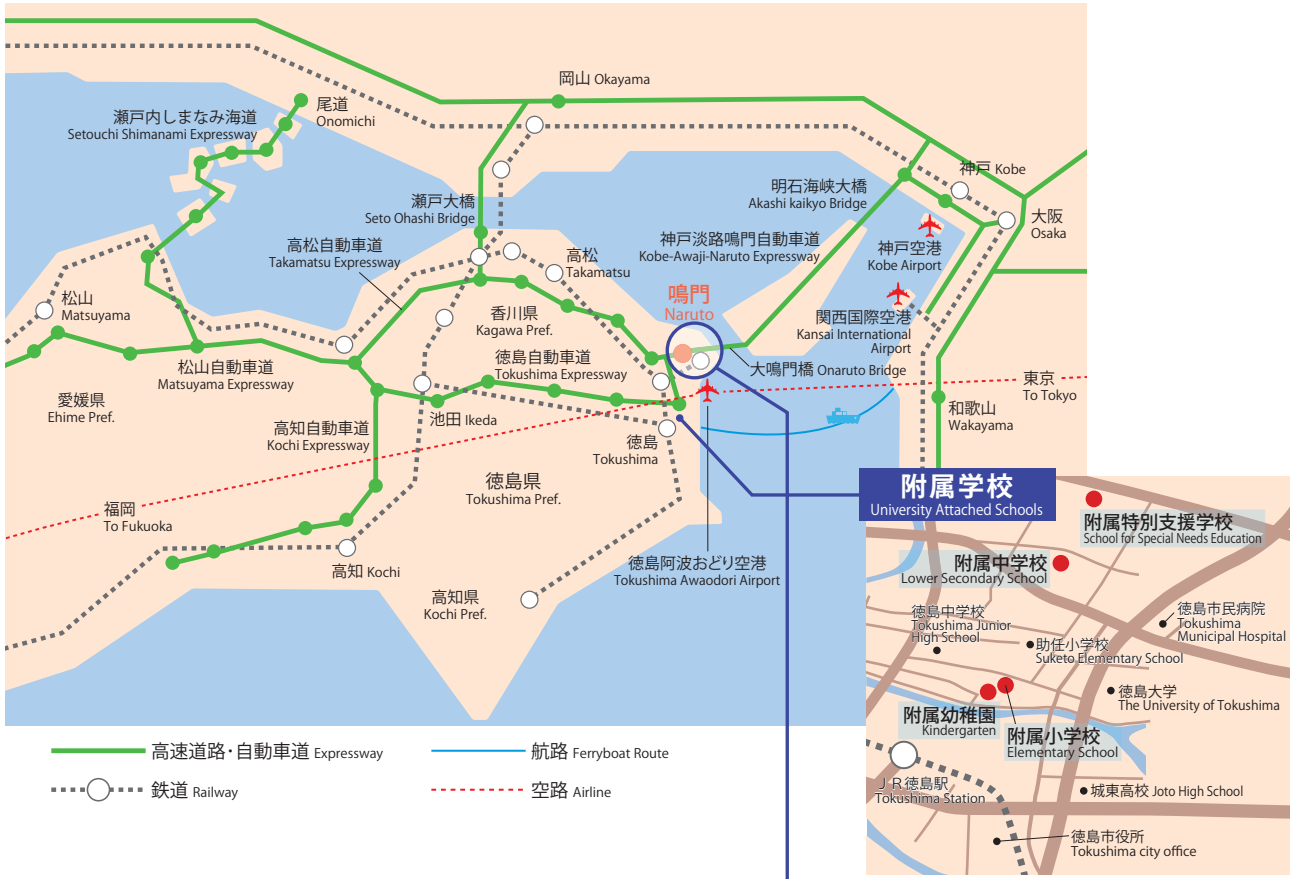 岡山 Okayama
尾道
Onomichi
瀬戸内しまなみ海道
Setouchi Shimanami Expressway
神戸 Kobe
明石海峡大橋
Akashi kaikyo Bridge
瀬戸大橋
Seto Ohashi Bridge
大阪
Osaka
高松自動車道
Takamatsu Expressway
高松
Takamatsu
神戸淡路鳴門自動車道
Kobe-Awaji-Naruto Expressway
神戸空港
Kobe Airport
鳴門
Naruto
松山
Matsuyama
香川県
Kagawa Pref.
関西国際空港
Kansai International
Airport
松山自動車道
Matsuyama Expressway
徳島自動車道
Tokushima Expressway
大鳴門橋 Onaruto Bridge
東京
To Tokyo
愛媛県
Ehime Pref.
池田 Ikeda
和歌山
Wakayama
高知自動車道
Kochi Expressway
徳島
Tokushima
徳島県
Tokushima Pref.
福岡
To Fukuoka
高知 Kochi
徳島阿波おどり空港
Tokushima Awaodori Airport
高知県
Kochi Pref.
附属学校
University Attached Schools
附属特別支援学校
School for Special Needs Education
附属中学校
Lower Secondary School
徳島中学校
Tokushima Junior
High School
徳島市民病院
Tokushima
Municipal Hospital
助任小学校
Suketo Elementary School
徳島大学
The University of Tokushima
附属幼稚園
Kindergarten
附属小学校
Elementary School
JR徳島駅
Tokushima Station
城東高校 Joto High School
徳島市役所
Tokushima city office
高速道路・自動車道 Expressway
航路 Ferryboat Route
鉄道 Railway
空路 Airline